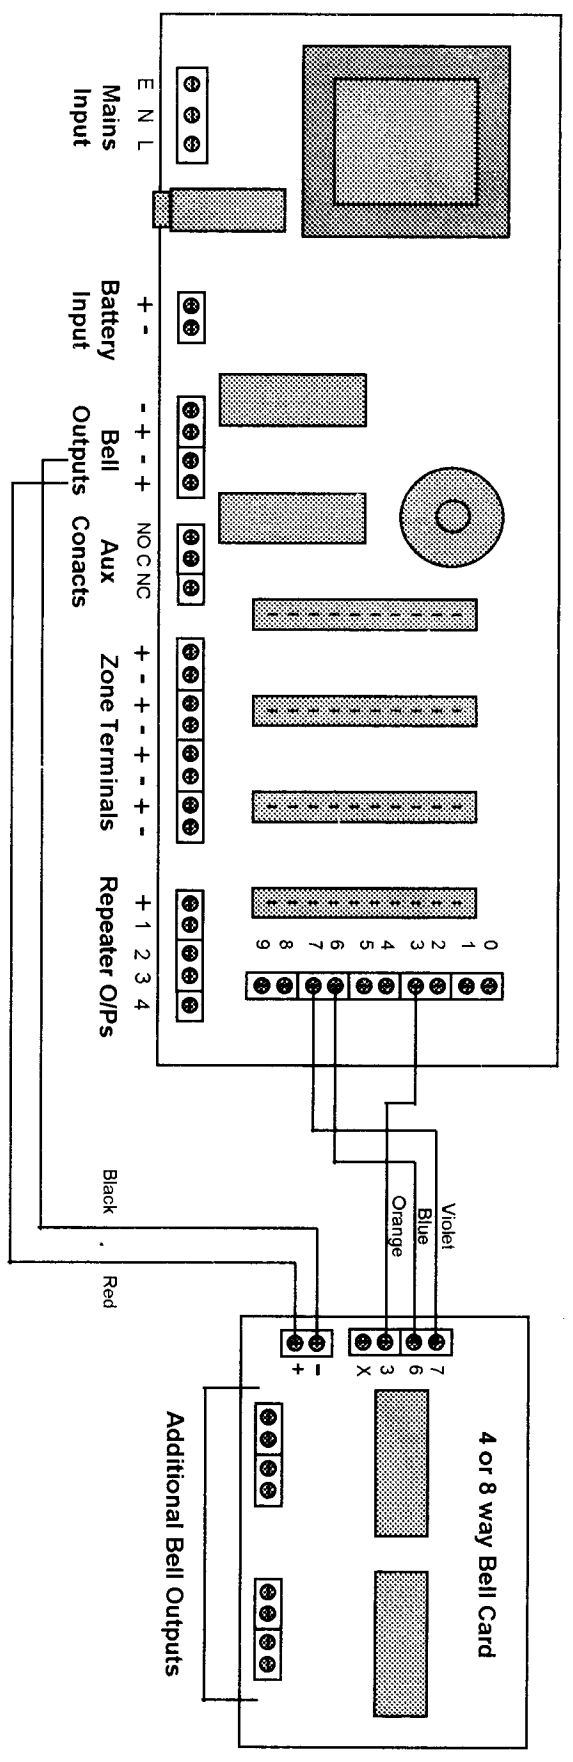 4 or 8 way Bell Card
0 1 2 3 4 5 6 7 8 9
Violet
Blue
Orange
7 6 3 X
- +
E N L
Mains
Input
+ -
Battery
Input
- + - +
Bell
Outputs
NO C NC
Aux
Conacts
+ - + - + - + -
Zone Terminals
+ 1 2 3 4
Repeater O/Ps
Black
Red
Additional Bell Outputs